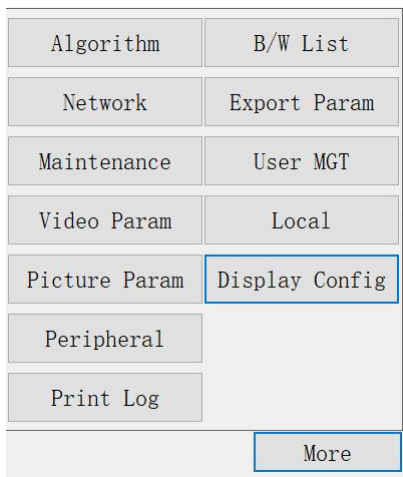 Algorithm B/W List
Network Export Param
Maintenance User MGT
Video Param Local
Picture Param Display Config
Peripheral
Print Log
More